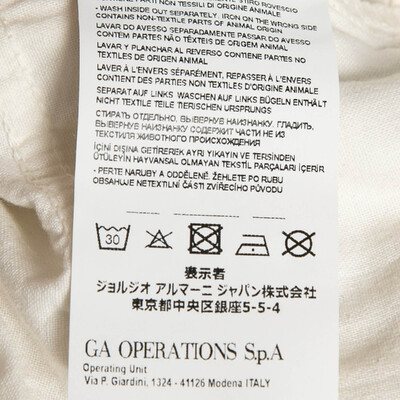 CONTIENE PARTI NON TESSILI DI ORIGINE ANIMALE
- WASH INSIDE OUT SEPARATELY. IRON ON THE WRONG SIDE
CONTAINS NON-TEXTILE PARTS OF ANIMAL ORIGIN
LAVAR DO AVESSO SEPARADAMENTE PASSAR DO AVESSO
CONTÉM PARTES NÃO TÊXTEIS DE ORIGEM ANIMAL
LAVAR Y PLANCHAR AL REVERSO CONTIENE PARTES NO
TEXTILES DE ORIGEN ANIMAL
LAVER À L'ENVERS SÉPARÉMENT, REPASSER À L'ENVERS
CONTIENT DES PARTIES NON TEXTILES D'ORIGINE ANIMALE
SEPARAT AUF LINKS WASCHEN AUF LINKS BÜGELN ENTHÄLT
NICHT TEXTILE TEILE TIERISCHEN URSPRUNGS
СТИРАТЬ ОТДЕЛЬНО, ВЫВЕРНУВ НАИЗНАНКУ. ГЛАДИТЬ,
ВЫВЕРНУВ НАИЗНАНКУ СОДЕРЖИТ ЧАСТИ НЕ ИЗ
ТЕКСТИЛЯ ЖИВОТНОГО ПРОИСХОЖДЕНИЯ
İÇİNİ DIŞINA GETİREREK AYRI YIKAYIN VE TERSİNDEN
ÜTÜLEYİN HAYVANSAL OLMAYAN TEKSTİL PARÇALARI İÇERİR
- PERTE NARUBY A ODDĚLENĚ. ŽEHLETE PO RUBU
OBSAHUJE NETEXTILNÍ ČÁSTI ZVÍŘECÍHO PŮVODU
30
表示者
ジョルジオ アルマーニ ジャパン株式会社
東京都中央区銀座5-5-4
GA OPERATIONS S.p.A
Operating Unit
Via P. Giardini, 1324 - 41126 Modena ITALY